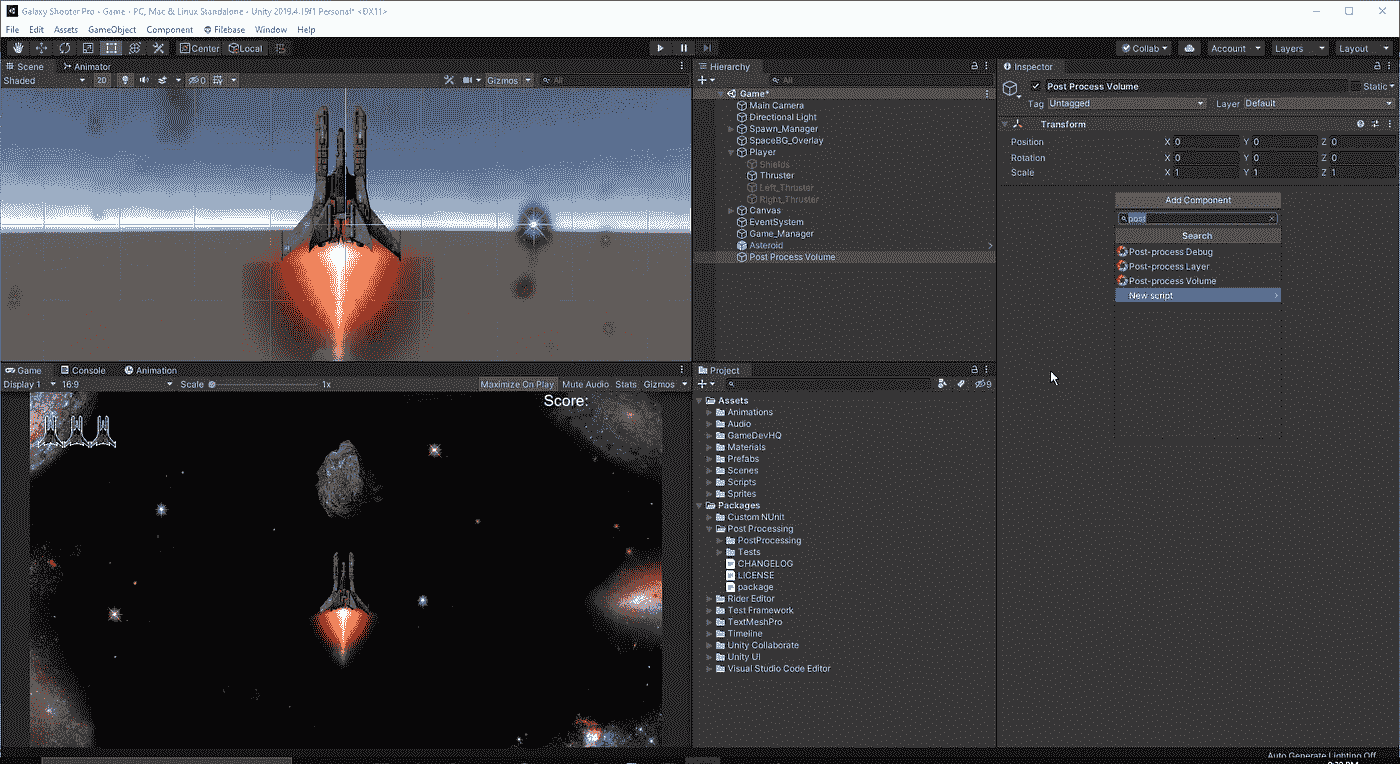 Galaxy Shooter Pro - Game - PC, Mac & Linux Standalone - Unity 2019.4.19f1 Personal* <DX11>
File Edit Assets GameObject Component Filebase Window Help
Center Local Collab Account Layers Layout
Scene Animator
Shaded 2D 0 Gizmos All
Game Console Animation
Display 1 16:9 Scale 1x Maximize On Play Mute Audio Stats Gizmos
Score:
Hierarchy
All
Game*
Main Camera
Directional Light
Spawn_Manager
SpaceBG_Overlay
Player
Shields
Thruster
Left_Thruster
Right_Thruster
Canvas
EventSystem
Game_Manager
Asteroid
Post Process Volume
Project
9
Assets
Animations
Audio
GameDevHQ
Materials
Prefabs
Scenes
Scripts
Sprites
Packages
Custom NUnit
Post Processing
PostProcessing
Tests
CHANGELOG
LICENSE
package
Rider Editor
Test Framework
TextMeshPro
Timeline
Unity Collaborate
Unity UI
Visual Studio Code Editor
Inspector
Post Process Volume Static
Tag Untagged Layer Default
Transform
Position X 0 Y 0 Z 0
Rotation X 0 Y 0 Z 0
Scale X 1 Y 1 Z 1
Add Component
post
Search
Post-process Debug
Post-process Layer
Post-process Volume
New script
Auto Generate Lighting Off